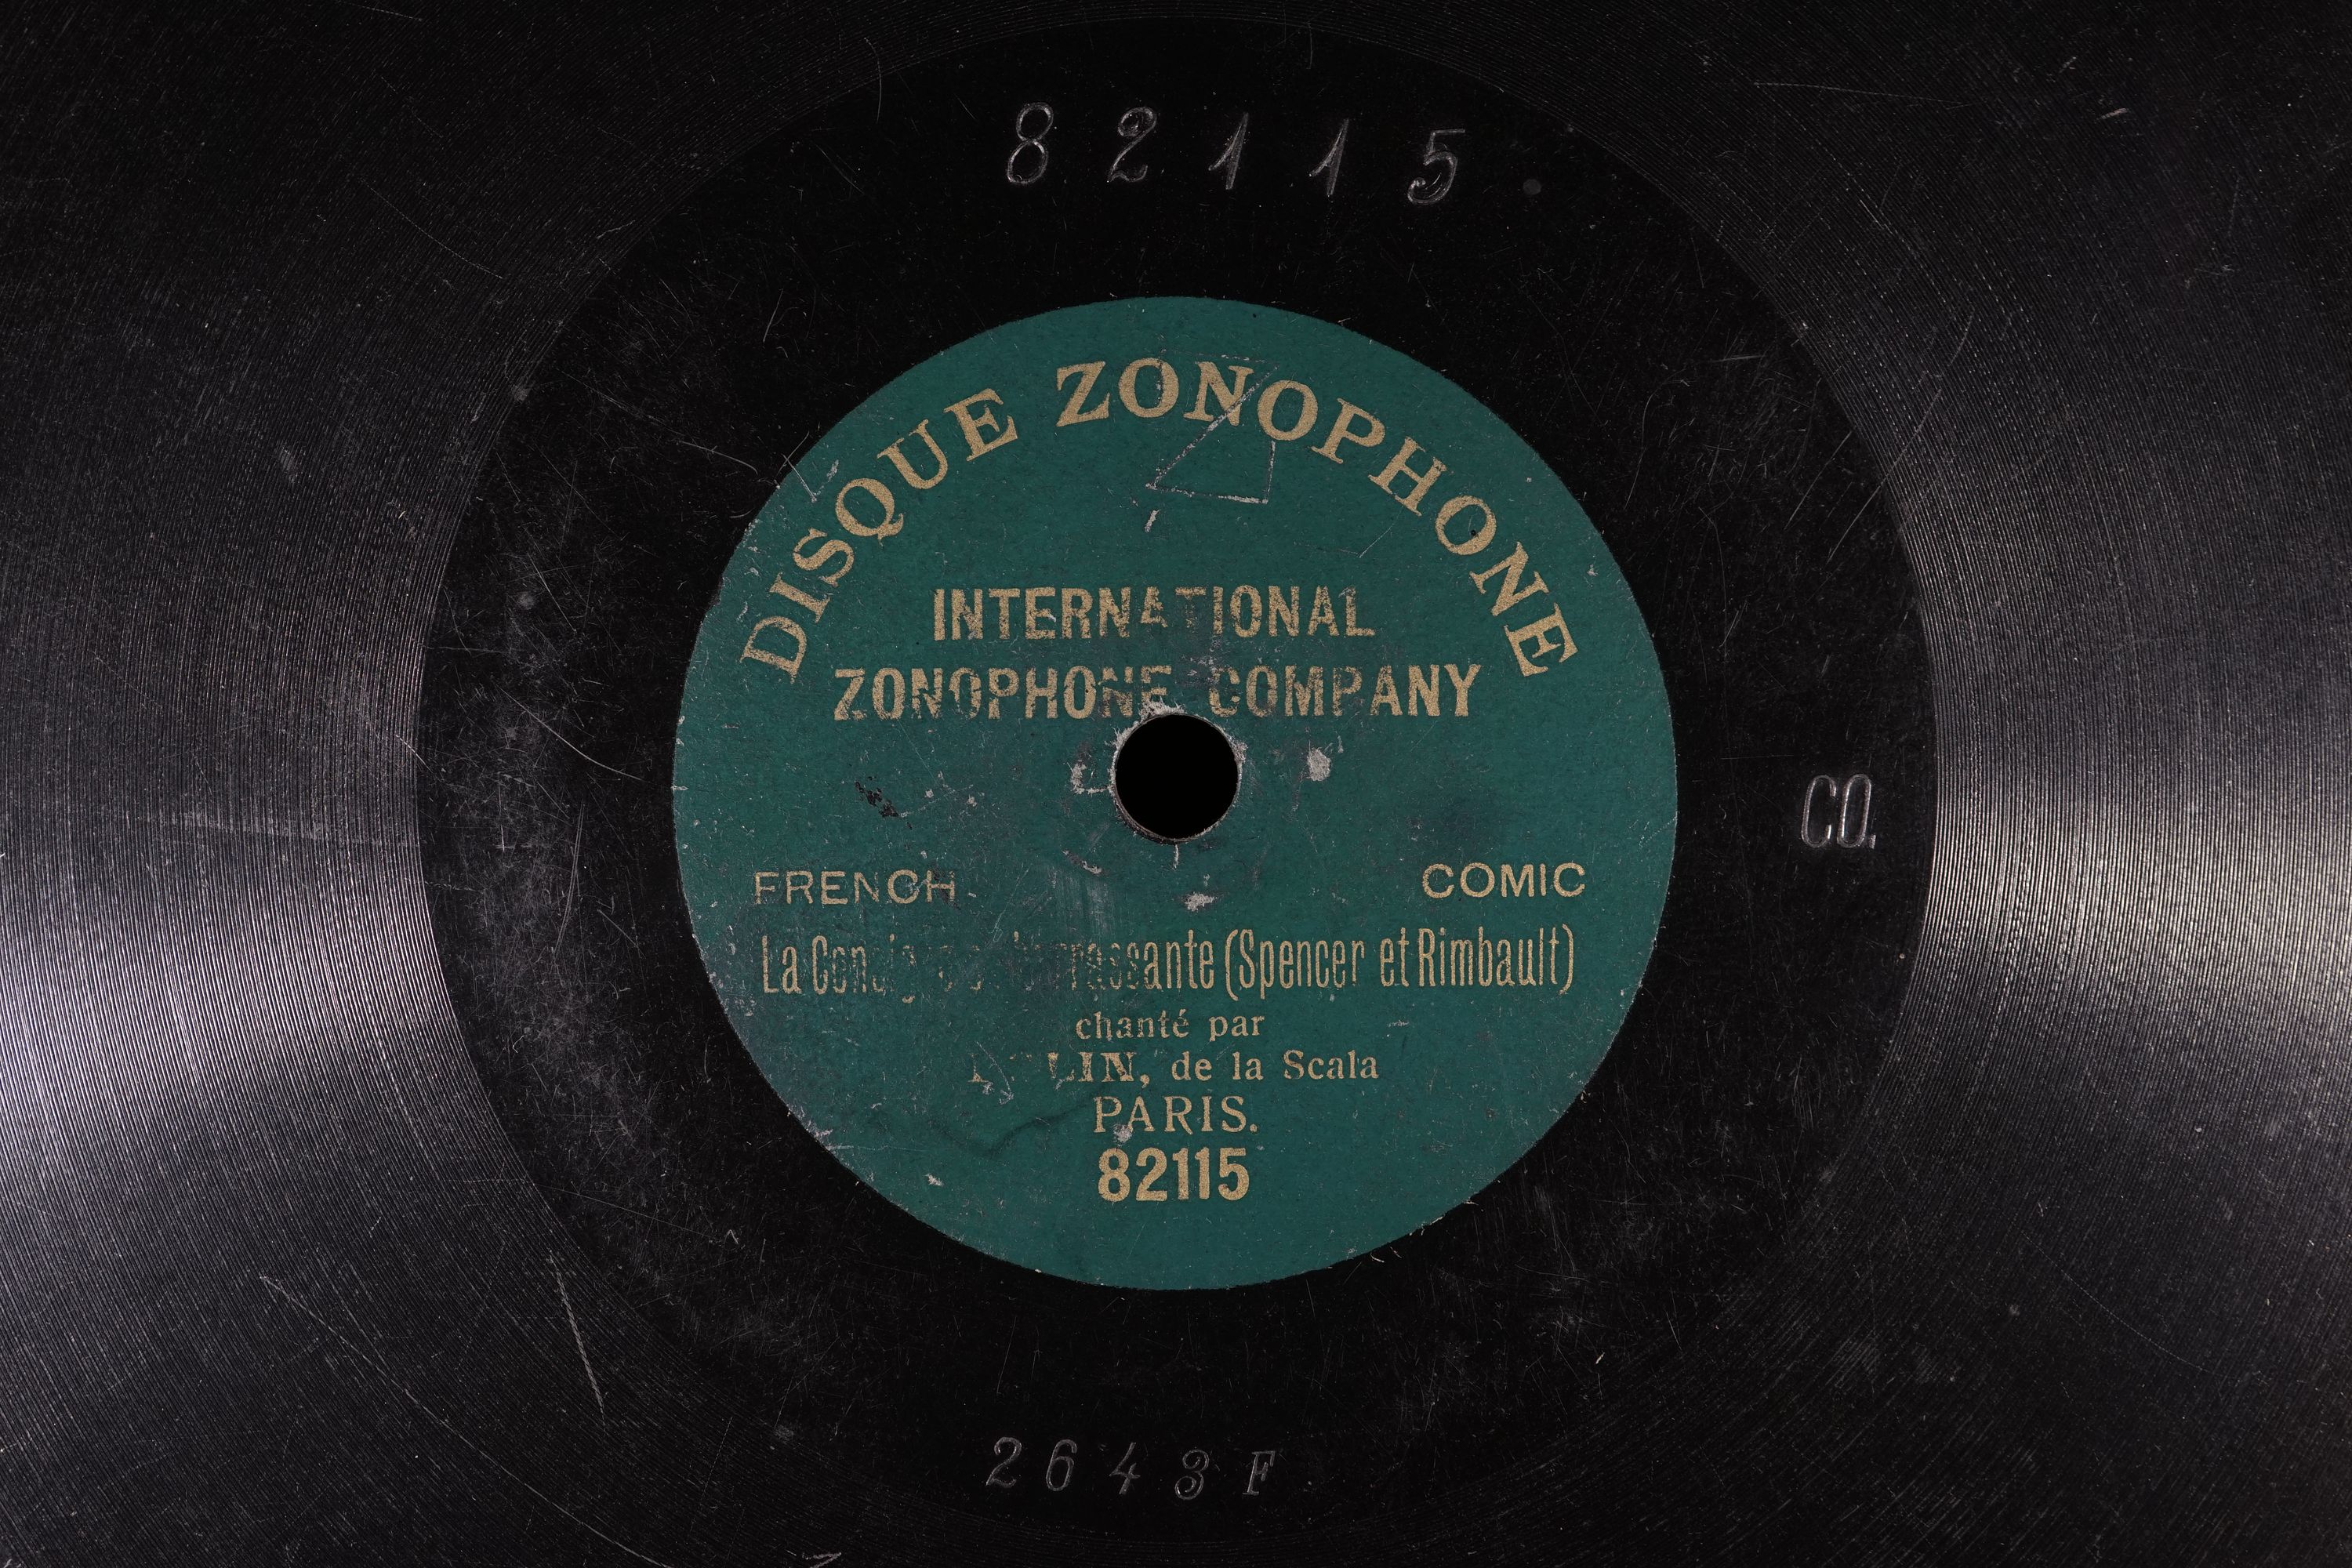 82115
DISQUE ZONOPHONE
INTERNATIONAL
ZONOPHONE COMPANY
CO.
FRENCH COMIC
La (Spencer et Rimbault)
chanté par
de la Scala
PARIS.
82115
2643F